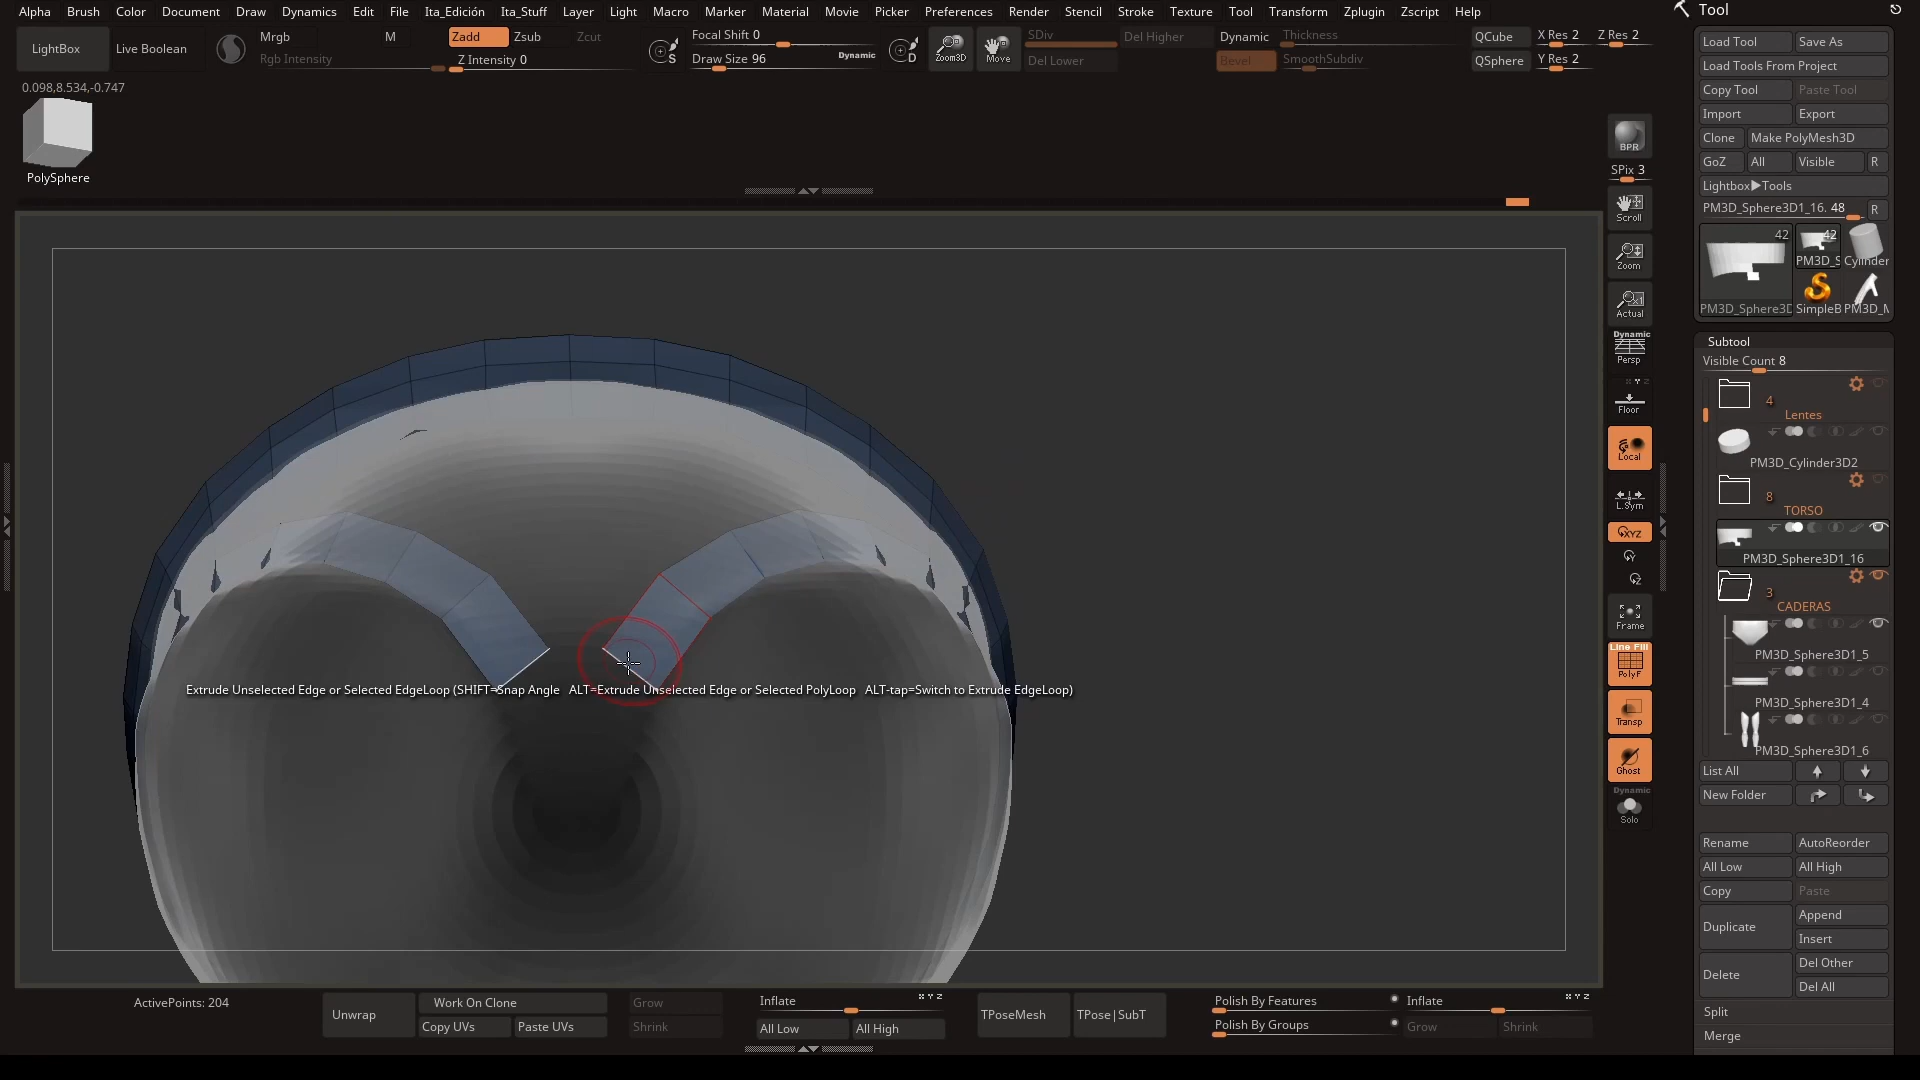 Alpha Brush Color Document Draw Dynamics Edit File Ita_Edición Ita_Stuff Layer Light Macro Marker Material Movie Picker Preferences Render Stencil Stroke Texture Tool Transform Zplugin Zscript Help
Tool
LightBox Live Boolean Mrgb M Zadd Zsub Zcut Focal Shift 0 SDiv Del Higher Dynamic Thickness QCube X Res 2 Z Res 2
Rgb Intensity Z Intensity 0 Draw Size 96 Dynamic Zoom3D Move Del Lower Bevel SmoothSubdiv QSphere Y Res 2
S D
0.098,8.534,-0.747
PolySphere
Load Tool Save As
Load Tools From Project
Copy Tool Paste Tool
Import Export
Clone Make PolyMesh3D
GoZ All Visible R
Lightbox▶Tools
PM3D_Sphere3D1_16. 48 R
42 42
PM3D_S Cylinder
PM3D_Sphere3D SimpleB PM3D_M
BPR
SPix 3
Scroll
Zoom
Actual
Dynamic
Persp
Floor
Local
L.Sym
XYZ
Y
Z
Frame
Line Fill
PolyF
Transp
Ghost
Dynamic
Solo
Subtool
Visible Count 8
4
Lentes
PM3D_Cylinder3D2
8
TORSO
PM3D_Sphere3D1_16
3
CADERAS
PM3D_Sphere3D1_5
PM3D_Sphere3D1_4
PM3D_Sphere3D1_6
List All
New Folder
Rename AutoReorder
All Low All High
Copy Paste
Duplicate Append
Insert
Delete Del Other
Del All
Split
Merge
Extrude Unselected Edge or Selected EdgeLoop (SHIFT=Snap Angle ALT=Extrude Unselected Edge or Selected PolyLoop ALT-tap=Switch to Extrude EdgeLoop)
ActivePoints: 204
Unwrap Work On Clone Grow Inflate X Y Z TPoseMesh TPose|SubT Polish By Features Inflate X Y Z
Copy UVs Paste UVs Shrink All Low All High Polish By Groups Grow Shrink